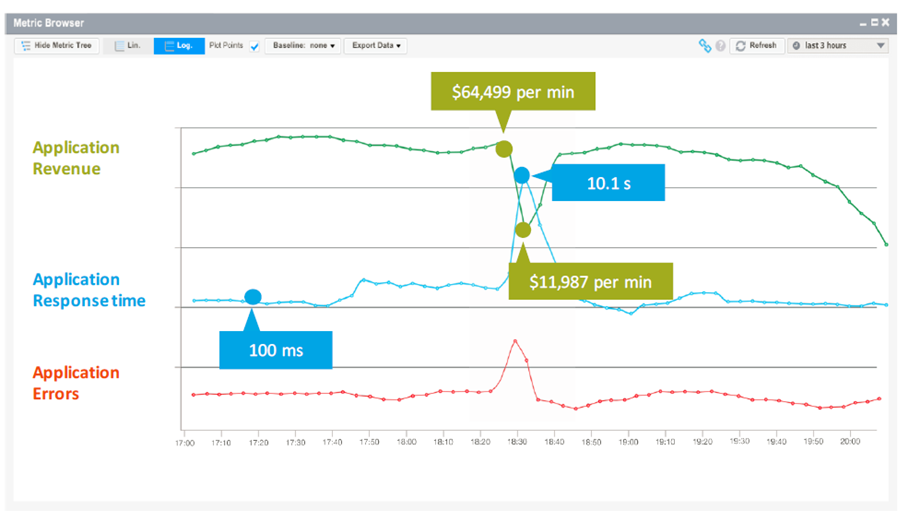 Metric Browser
Hide Metric Tree Lin. Log. Plot Points Baseline: none Export Data Refresh last 3 hours
$64,499 per min
Application
Revenue
10.1 s
Application
Response time
$11,987 per min
100 ms
Application
Errors
17:00 17:10 17:20 17:30 17:40 17:50 18:00 18:10 18:20 18:30 18:40 18:50 19:00 19:10 19:20 19:30 19:40 19:50 20:00